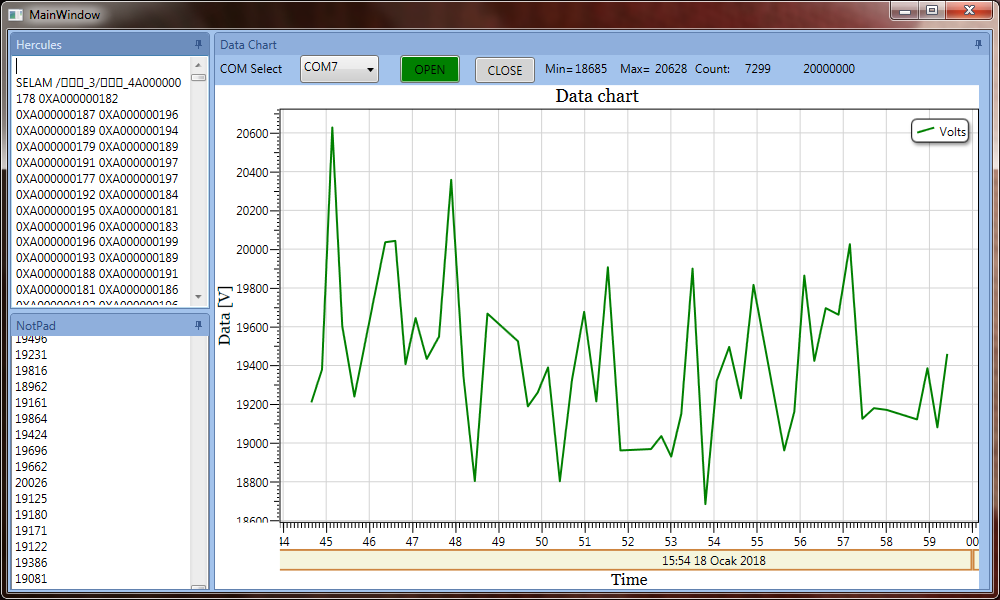 MainWindow
Hercules
SELAM /□□□_3/□□□_4A000000
178 0XA000000182
0XA000000187 0XA000000196
0XA000000189 0XA000000194
0XA000000179 0XA000000189
0XA000000191 0XA000000197
0XA000000177 0XA000000197
0XA000000192 0XA000000184
0XA000000195 0XA000000181
0XA000000196 0XA000000183
0XA000000196 0XA000000199
0XA000000193 0XA000000189
0XA000000188 0XA000000191
0XA000000181 0XA000000186
NotPad
19496
19231
19816
18962
19161
19864
19424
19696
19662
20026
19125
19180
19171
19122
19386
19081
Data Chart
COM Select COM7 OPEN CLOSE Min= 18685 Max= 20628 Count: 7299 20000000
Data chart
Volts
20600
20400
20200
20000
19800
19600
19400
19200
19000
18800
18600
Data [V]
44 45 46 47 48 49 50 51 52 53 54 55 56 57 58 59 00
15:54 18 Ocak 2018
Time